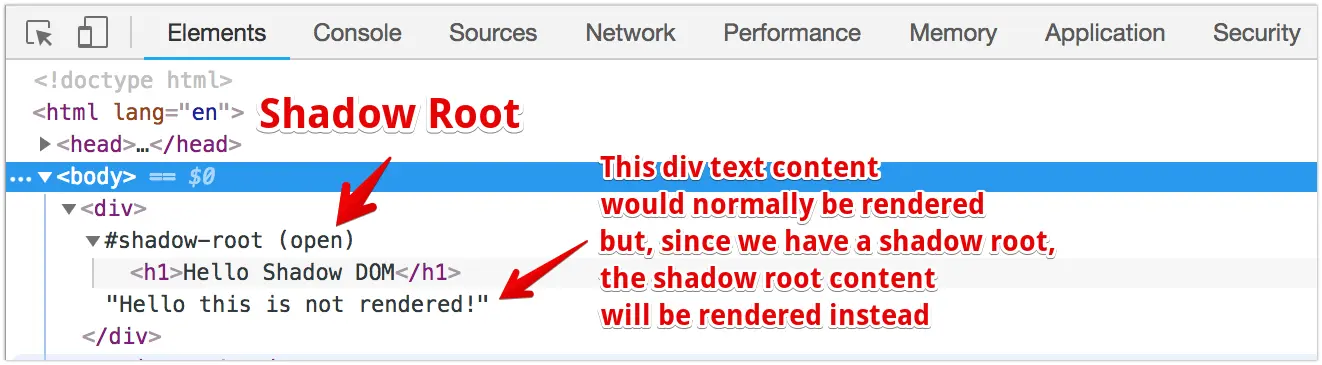 Elements Console Sources Network Performance Memory Application Security
<!doctype html>
<html lang="en">
Shadow Root
<head>…</head>
… <body> == $0
<div>
#shadow-root (open)
<h1>Hello Shadow DOM</h1>
"Hello this is not rendered!"
</div>
This div text content
would normally be rendered
but, since we have a shadow root,
the shadow root content
will be rendered instead